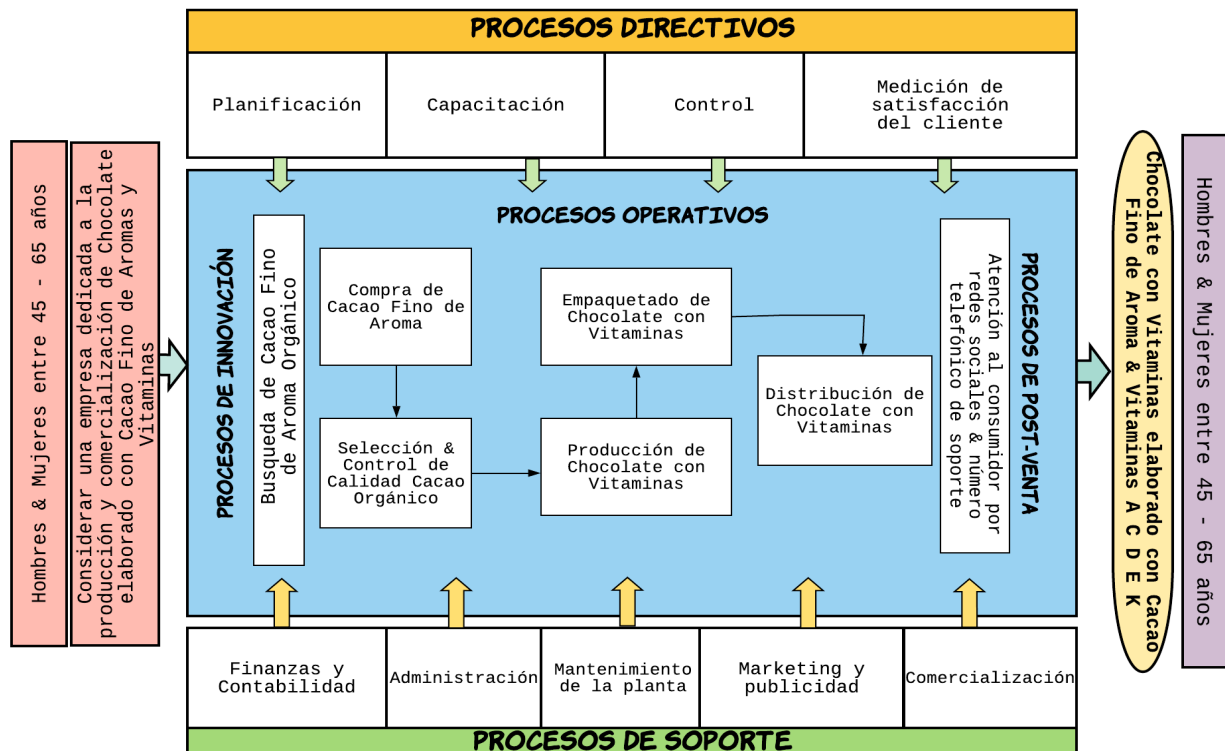 PROCESOS DIRECTIVOS
Planificación
Capacitación
Control
Medición de
satisfacción
del cliente
Hombres & Mujeres entre 45 - 65 años
Considerar una empresa dedicada a la
producción y comercialización de Chocolate
elaborado con Cacao Fino de Aromas y
Vitaminas
PROCESOS OPERATIVOS
PROCESOS DE INNOVACIÓN
Busqueda de Cacao Fino
de Aroma Orgánico
Compra de
Cacao Fino de
Aroma
Selección &
Control de
Calidad Cacao
Orgánico
Empaquetado de
Chocolate con
Vitaminas
Producción de
Chocolate con
Vitaminas
Distribución de
Chocolate con
Vitaminas
Atención al consumidor por
redes sociales & número
telefónico de soporte
PROCESOS DE POST-VENTA
Chocolate con Vitaminas elaborado con Cacao
Fino de Aroma & Vitaminas A C D E K
Hombres & Mujeres entre 45 - 65 años
Finanzas y
Contabilidad
Administración
Mantenimiento
de la planta
Marketing y
publicidad
Comercialización
PROCESOS DE SOPORTE